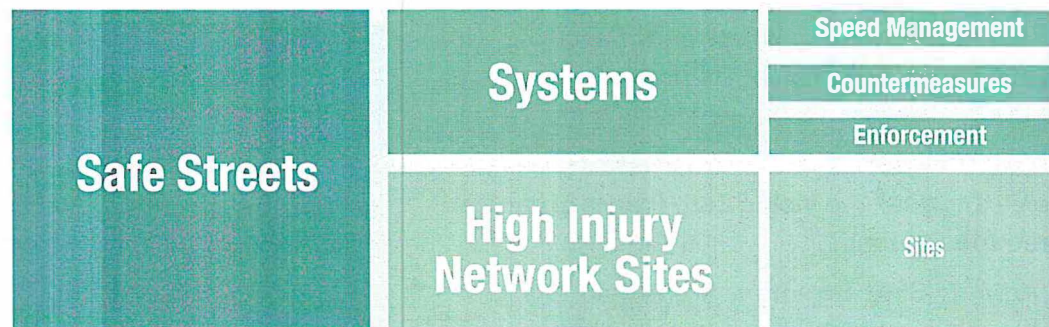 Safe Streets
Systems
High Injury
Network Sites
Speed Management
Countermeasures
Enforcement
Sites